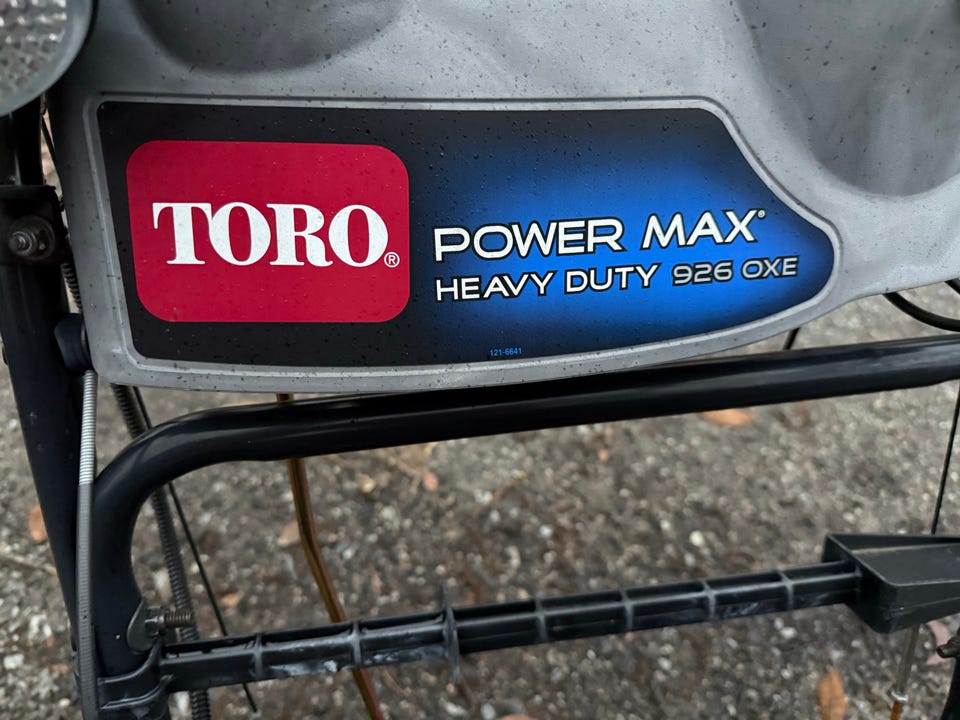 TORO®
POWER MAX®
HEAVY DUTY 926 OXE
121-6641